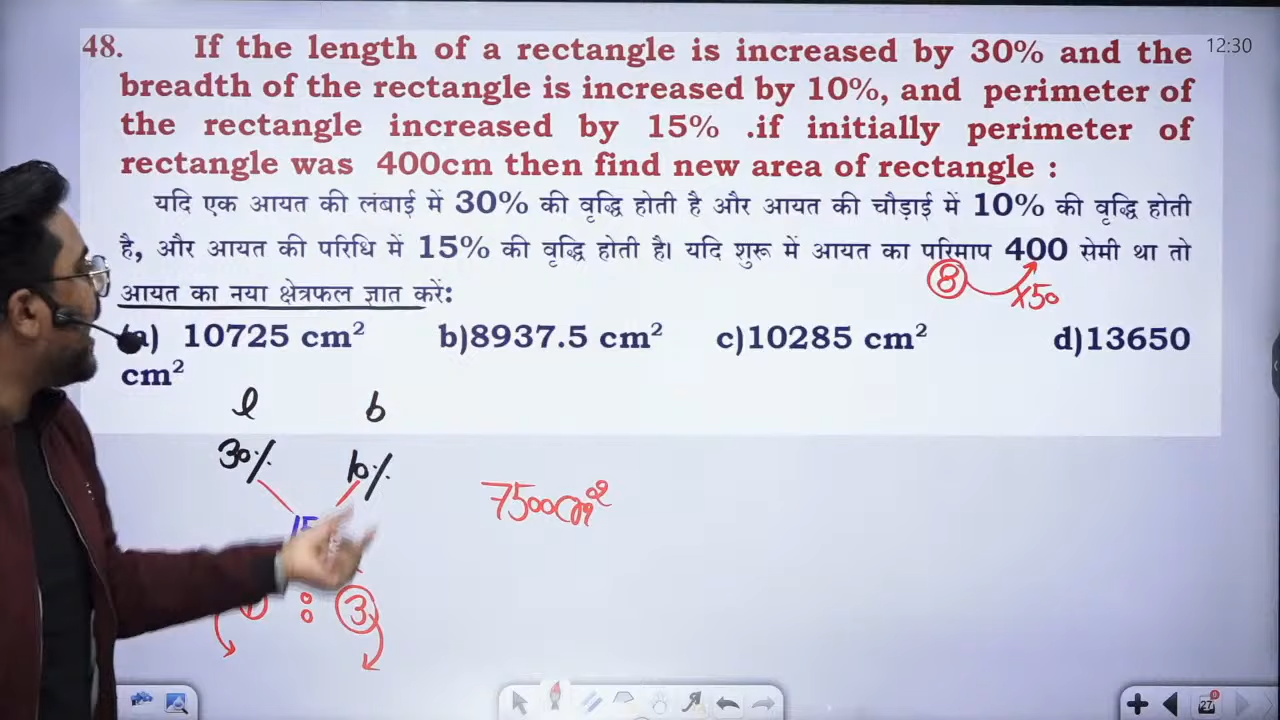 12:30
48. If the length of a rectangle is increased by 30% and the
breadth of the rectangle is increased by 10%, and perimeter of
the rectangle increased by 15% .if initially perimeter of
rectangle was 400cm then find new area of rectangle :
यदि एक आयत की लंबाई में 30% की वृद्धि होती है और आयत की चौड़ाई में 10% की वृद्धि होती
है, और आयत की परिधि में 15% की वृद्धि होती है। यदि शुरू में आयत का परिमाप 400 सेमी था तो
8 x50
आयत का नया क्षेत्रफल ज्ञात करें:
a) 10725 cm² b)8937.5 cm² c)10285 cm² d)13650
cm²
l b
30% 10%
7500cm²
15
: 3
27